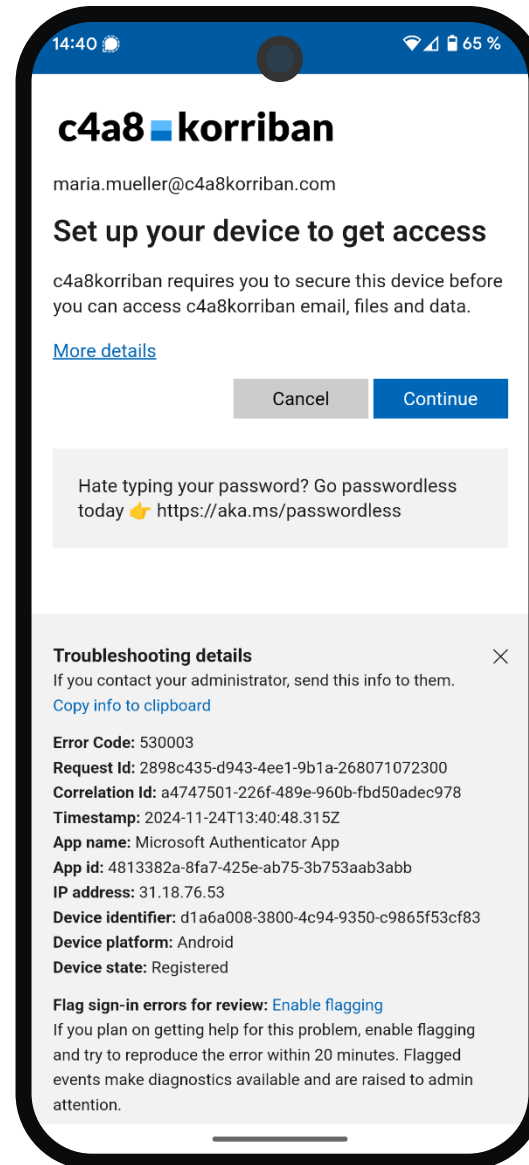 14:40 65 %
c4a8 korriban
maria.mueller@c4a8korriban.com
Set up your device to get access
c4a8korriban requires you to secure this device before
you can access c4a8korriban email, files and data.
More details
Cancel Continue
Hate typing your password? Go passwordless
today 👉 https://aka.ms/passwordless
Troubleshooting details
If you contact your administrator, send this info to them.
Copy info to clipboard
Error Code: 530003
Request Id: 2898c435-d943-4ee1-9b1a-268071072300
Correlation Id: a4747501-226f-489e-960b-fbd50adec978
Timestamp: 2024-11-24T13:40:48.315Z
App name: Microsoft Authenticator App
App id: 4813382a-8fa7-425e-ab75-3b753aab3abb
IP address: 31.18.76.53
Device identifier: d1a6a008-3800-4c94-9350-c9865f53cf83
Device platform: Android
Device state: Registered
Flag sign-in errors for review: Enable flagging
If you plan on getting help for this problem, enable flagging
and try to reproduce the error within 20 minutes. Flagged
events make diagnostics available and are raised to admin
attention.